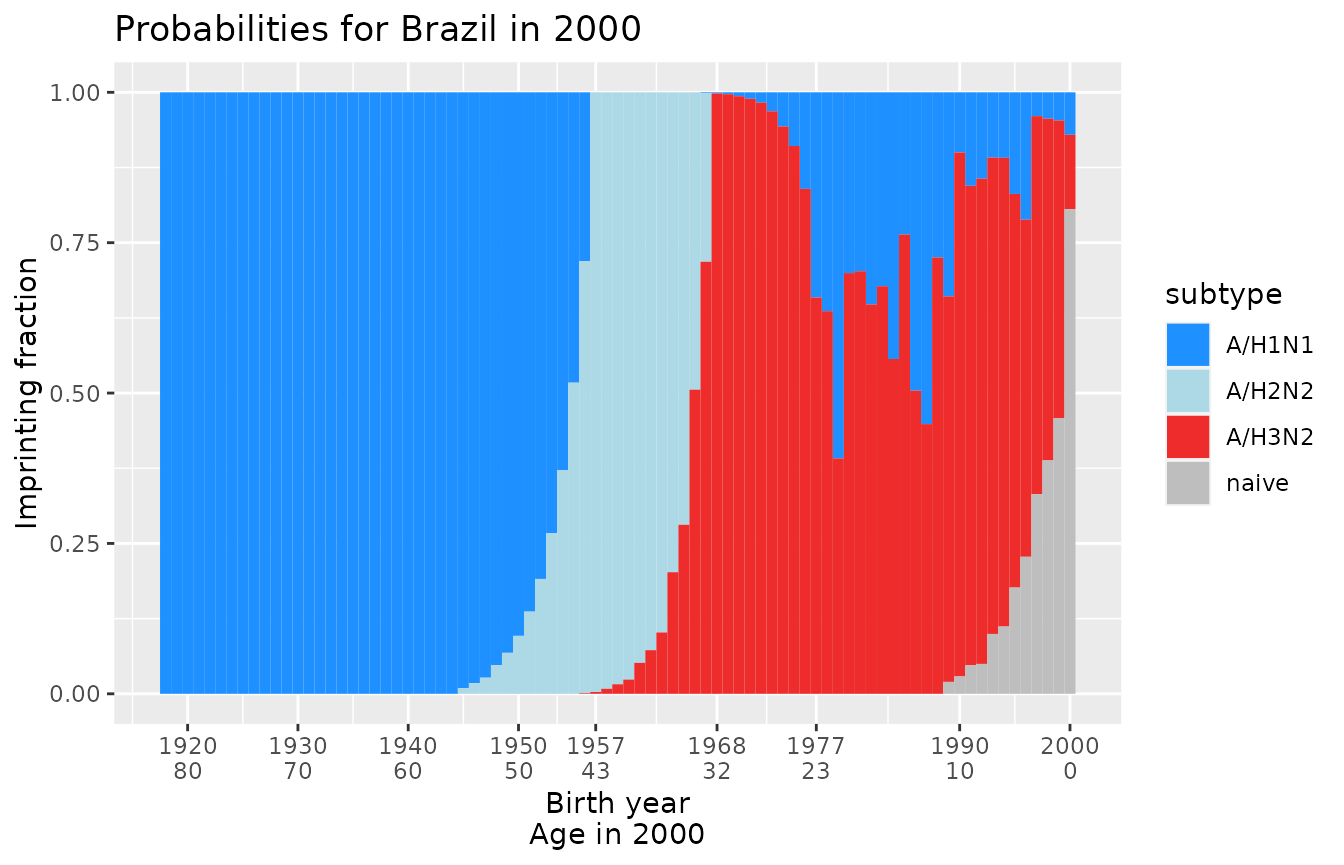 Probabilities for Brazil in 2000
Imprinting fraction
1.00
0.75
0.50
0.25
0.00
1920 1930 1940 1950 1957 1968 1977 1990 2000
80 70 60 50 43 32 23 10 0
Birth year
Age in 2000
subtype
A/H1N1
A/H2N2
A/H3N2
naive